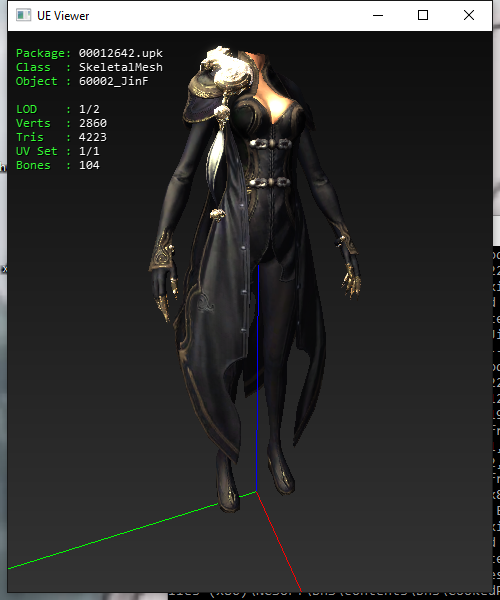 UE Viewer
Package: 00012642.upk
Class  : SkeletalMesh
Object : 60002_JinF
LOD    : 1/2
Verts  : 2860
Tris   : 4223
UV Set : 1/1
Bones  : 104